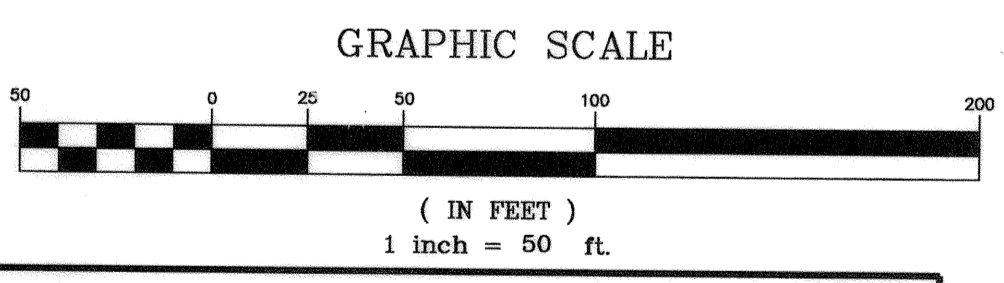 GRAPHIC SCALE
50 0 25 50 100 200
( IN FEET )
1 inch = 50 ft.